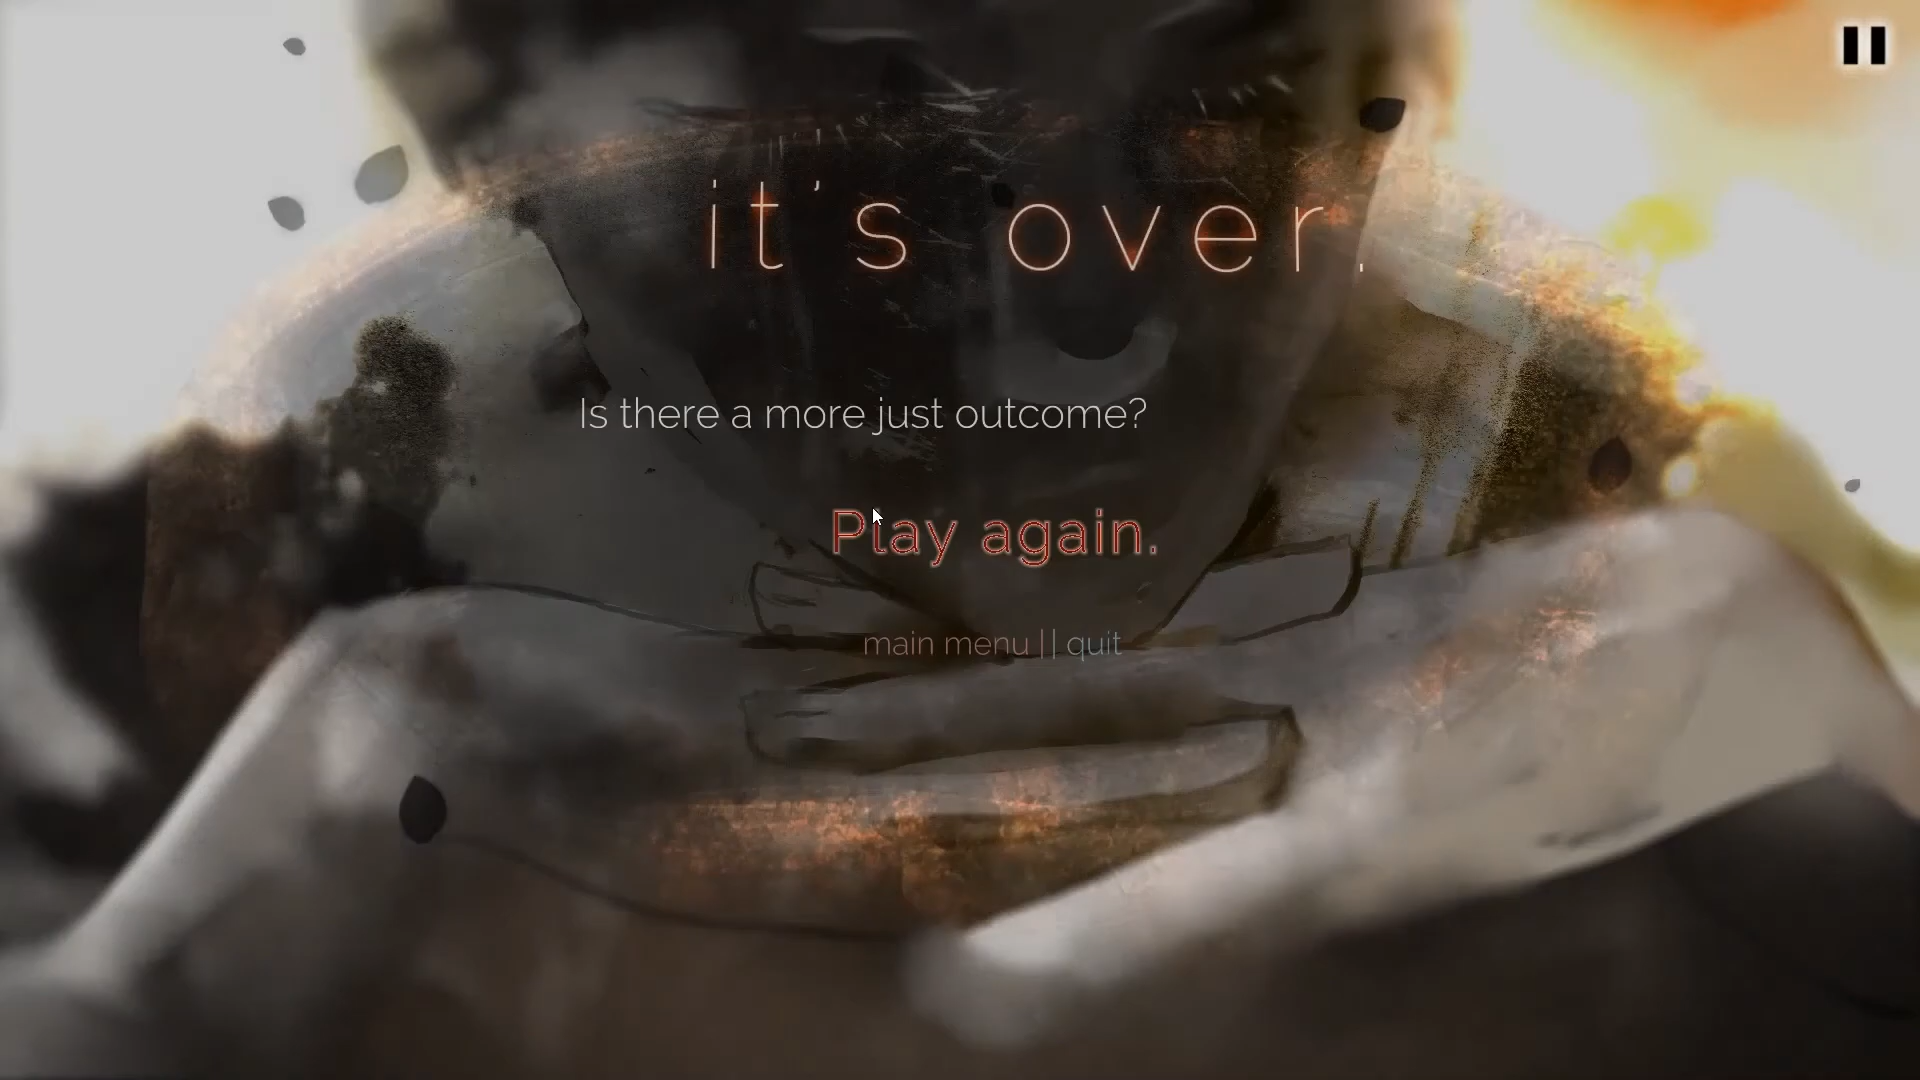 it's over.
Is there a more just outcome?
Play again.
main menu || quit